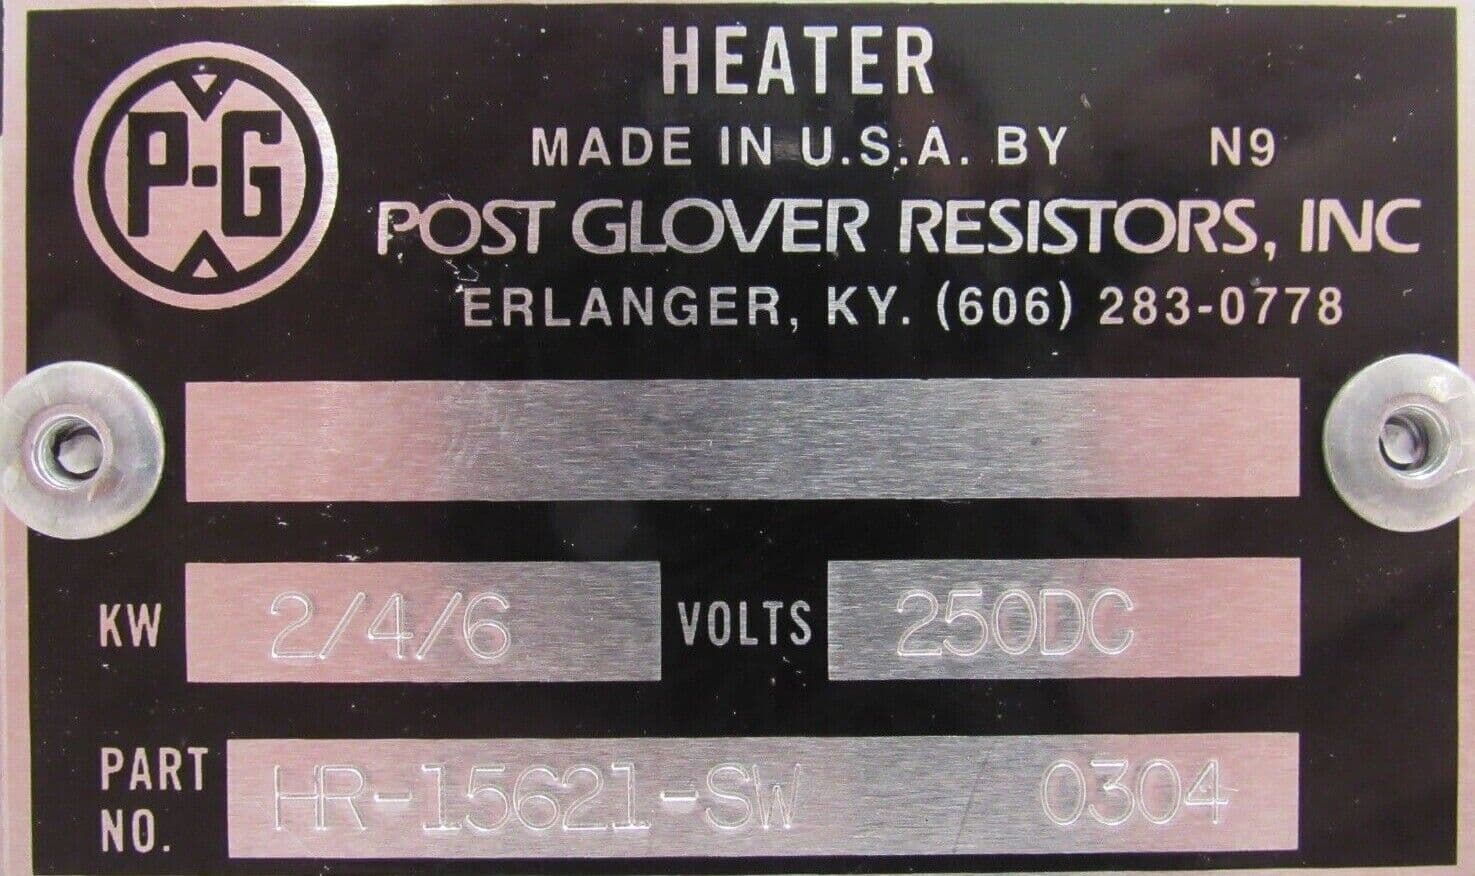 P-G
HEATER
MADE IN U.S.A. BY N9
POST GLOVER RESISTORS, INC
ERLANGER, KY. (606) 283-0778
KW 2/4/6 VOLTS 250DC
PART NO. HR-15621-SW 0304